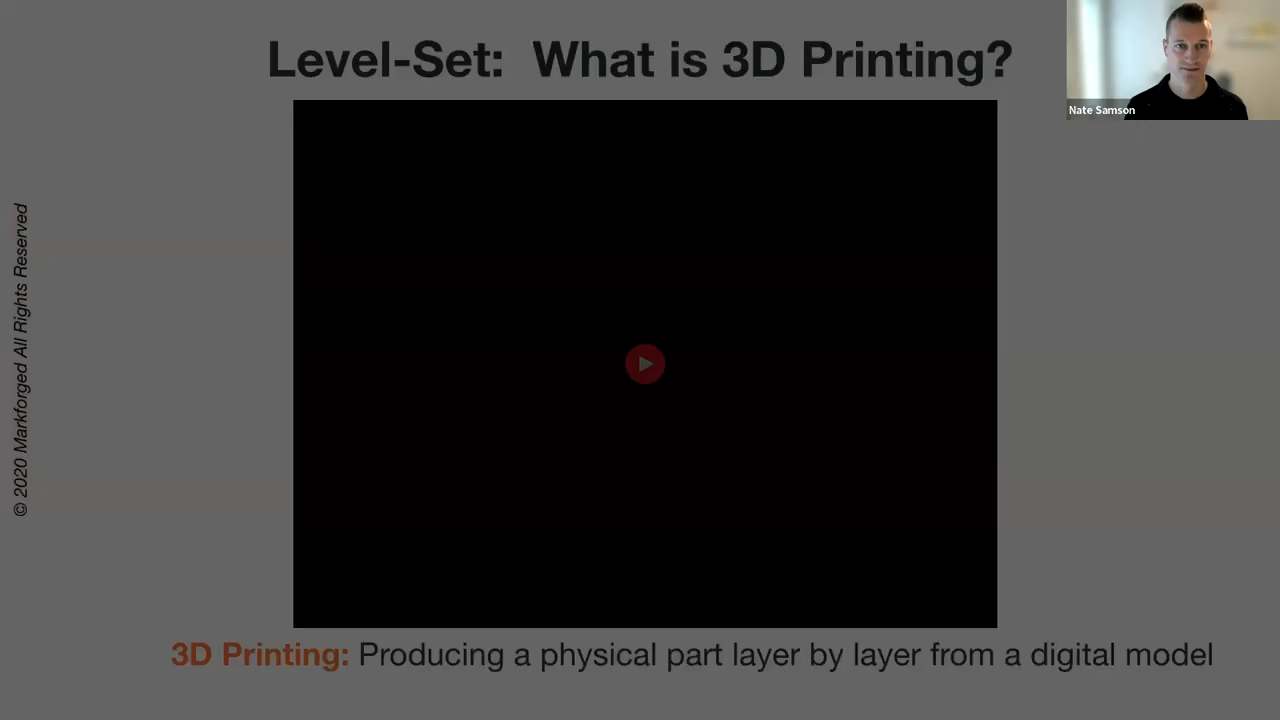 Level-Set: What is 3D Printing?
Nate Samson
© 2020 Markforged All Rights Reserved
3D Printing: Producing a physical part layer by layer from a digital model